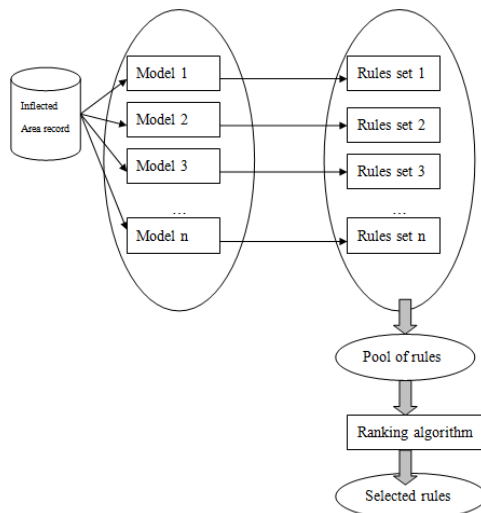 Inflected
Area record
Model 1
Rules set 1
Model 2
Rules set 2
Model 3
Rules set 3
...
...
Model n
Rules set n
Pool of rules
Ranking algorithm
Selected rules